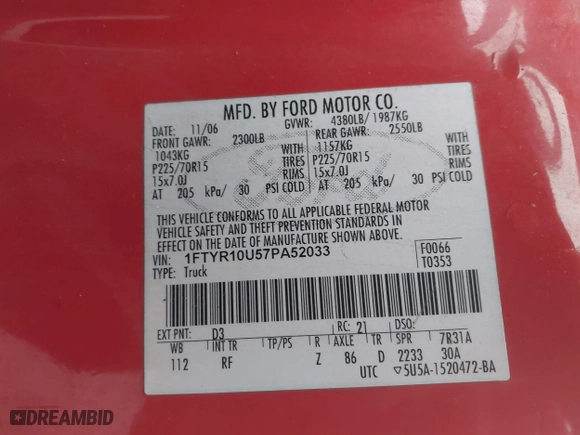 MFD. BY FORD MOTOR CO.
DATE: 11/06 GVWR: 4380LB/ 1987KG
FRONT GAWR: 2300LB REAR GAWR: 2550LB
1043KG WITH 1157KG WITH
P225/70R15 TIRES P225/70R15 TIRES
15x7.0J RIMS 15x7.0J RIMS
AT 205 kPa/ 30 PSI COLD AT 205 kPa/ 30 PSI COLD
THIS VEHICLE CONFORMS TO ALL APPLICABLE FEDERAL MOTOR
VEHICLE SAFETY AND THEFT PREVENTION STANDARDS IN
EFFECT ON THE DATE OF MANUFACTURE SHOWN ABOVE.
VIN: 1FTYR10U57PA52033 F0066
TYPE: Truck T0353
EXT PNT: D3 RC: 21 DSO:
WB INT TR TP/PS R AXLE TR SPR 7R31A
112 RF Z 86 D 2233 30A
UTC ▽5U5A-1520472-BA
Ford
DREAMBID